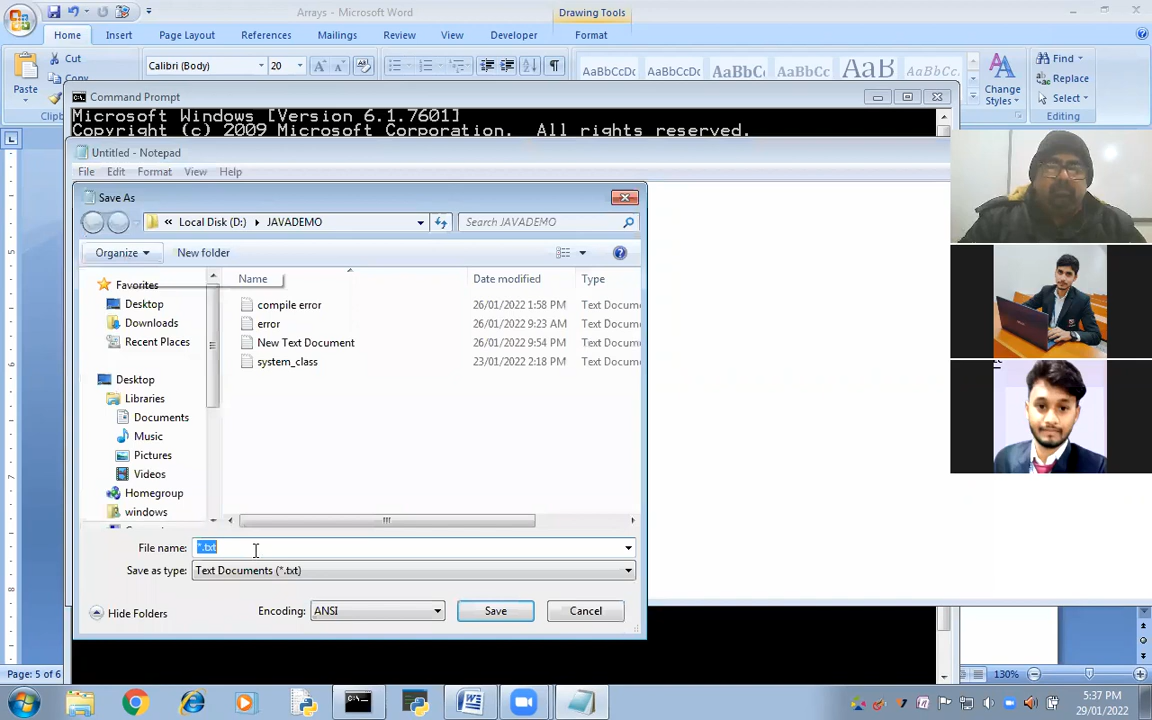 Arrays - Microsoft Word
Drawing Tools
Home Insert Page Layout References Mailings Review View Developer Format
Cut
Copy
Paste
Calibri (Body) 20
AaBbCcDc AaBbCcDc AaBbC AaBbCc AaB AaBbCcL
Change
Styles
Find
Replace
Select
Editing
Command Prompt
Microsoft Windows [Version 6.1.7601]
Copyright (c) 2009 Microsoft Corporation. All rights reserved.
Untitled - Notepad
File Edit Format View Help
Save As
« Local Disk (D:) JAVADEMO
Search JAVADEMO
Organize New folder
Name Date modified Type
Favorites
Desktop
Downloads
Recent Places
Desktop
Libraries
Documents
Music
Pictures
Videos
Homegroup
windows
compile error 26/01/2022 1:58 PM Text Docume
error 26/01/2022 9:23 AM Text Docume
New Text Document 26/01/2022 9:54 PM Text Docume
system_class 23/01/2022 2:18 PM Text Docume
File name: *.txt
Save as type: Text Documents (*.txt)
Hide Folders
Encoding: ANSI
Save Cancel
Page: 5 of 6
130%
5:37 PM
29/01/2022